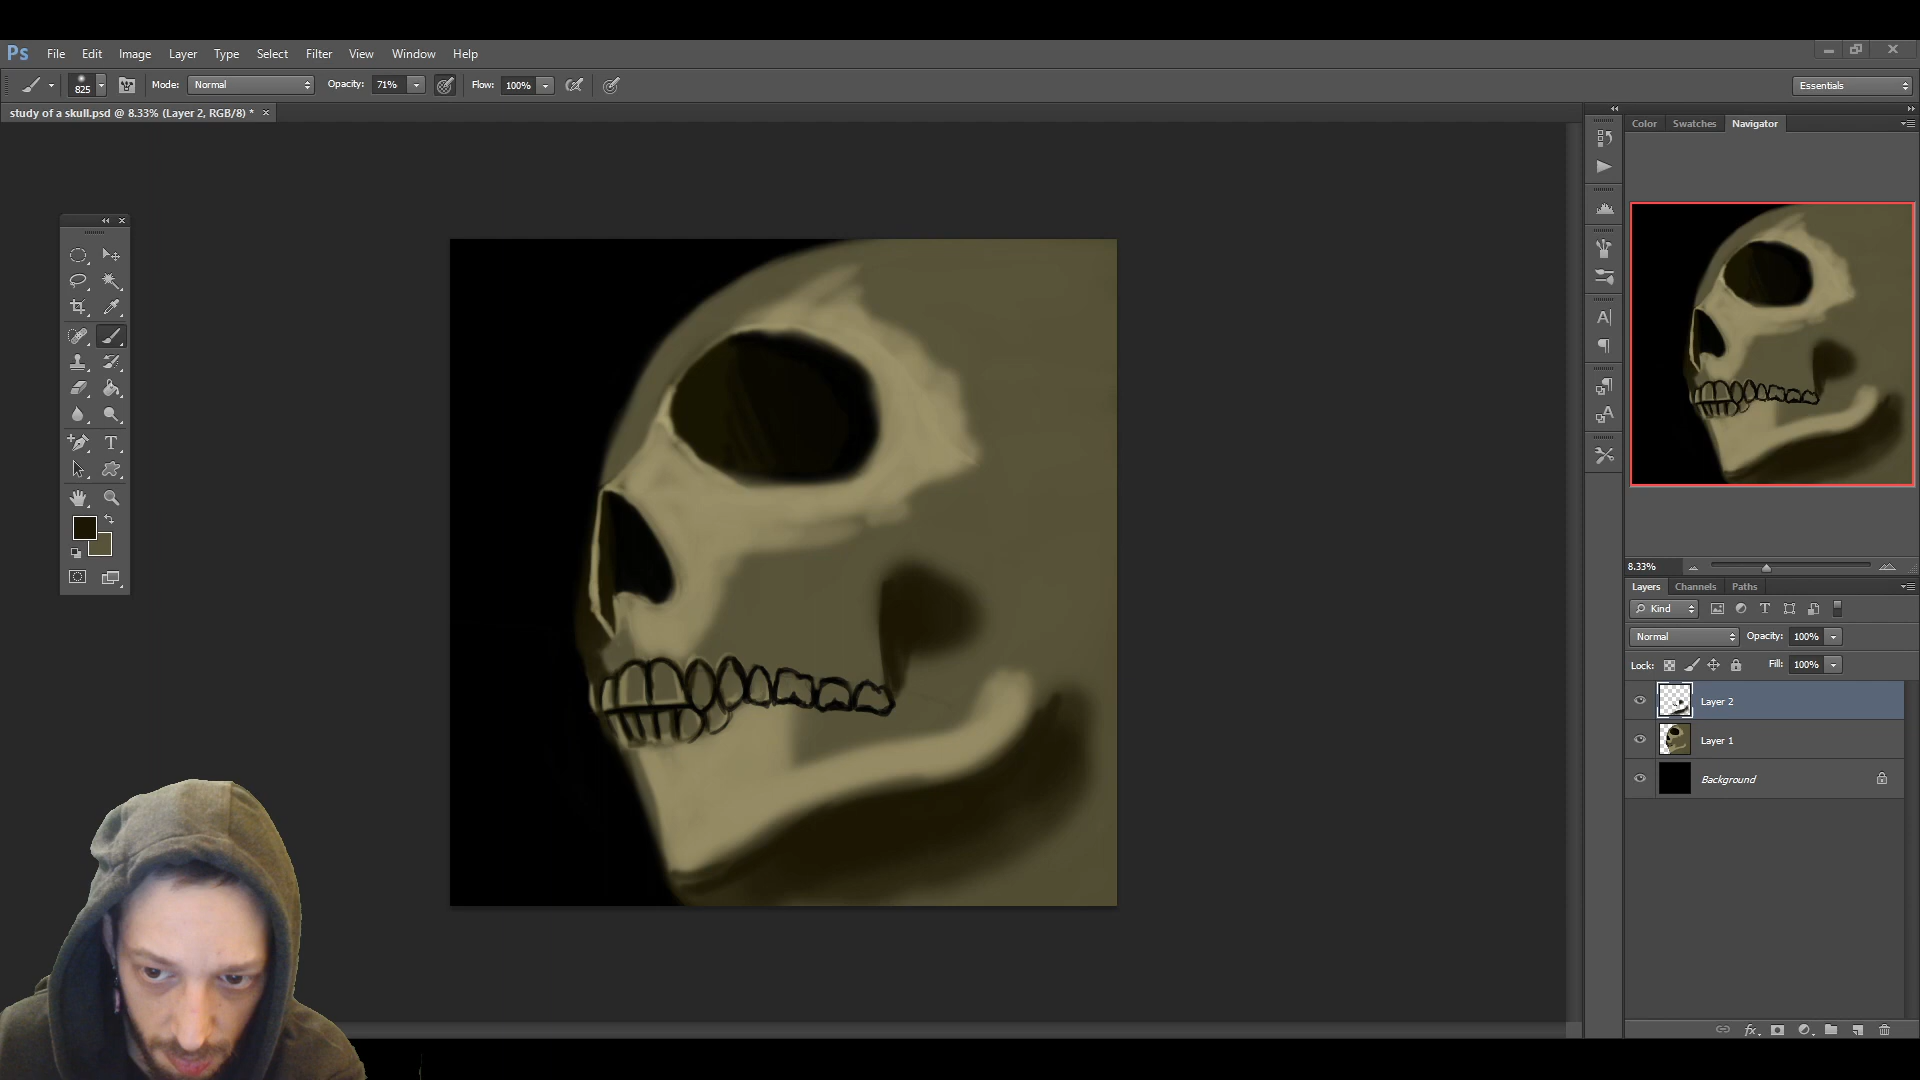 Ps File Edit Image Layer Type Select Filter View Window Help
825 Mode: Normal Opacity: 71% Flow: 100% Essentials
study of a skull.psd @ 8.33% (Layer 2, RGB/8) *
Color Swatches Navigator
8.33%
Layers Channels Paths
Kind
Normal Opacity: 100%
Lock: Fill: 100%
Layer 2
Layer 1
Background